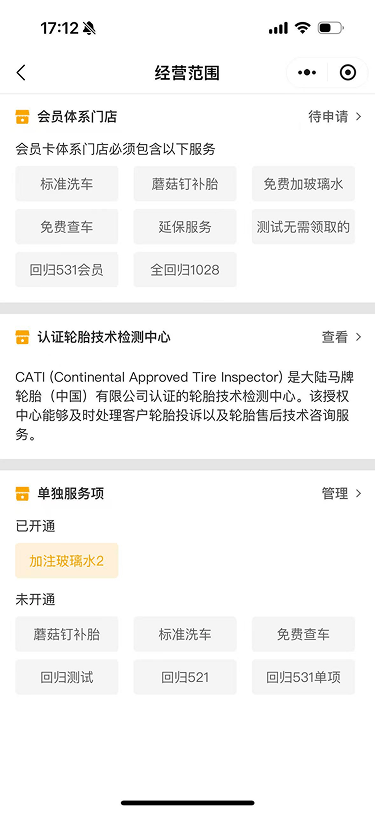 17:12
经营范围
会员体系门店 待申请
会员卡体系门店必须包含以下服务
标准洗车 蘑菇钉补胎 免费加玻璃水
免费查车 延保服务 测试无需领取的
回归531会员 全回归1028
认证轮胎技术检测中心 查看
CATI (Continental Approved Tire Inspector) 是大陆马牌
轮胎（中国）有限公司认证的轮胎技术检测中心。该授权
中心能够及时处理客户轮胎投诉以及轮胎售后技术咨询服
务。
单独服务项 管理
已开通
加注玻璃水2
未开通
蘑菇钉补胎 标准洗车 免费查车
回归测试 回归521 回归531单项